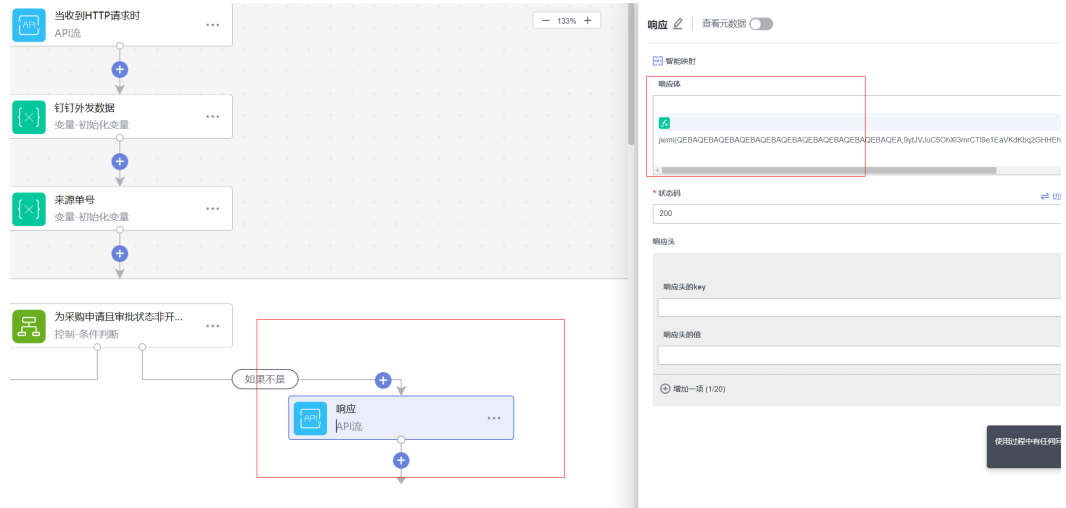 当收到HTTP请求时
API流
133%
钉钉外发数据
变量-初始化变量
来源单号
变量-初始化变量
为采购申请且审批状态非开...
控制-条件判断
如果不是
响应
API流
响应
查看元数据
智能映射
响应体
* 状态码
200
响应头
响应头的key
响应头的值
增加一项 (1/20)
使用过程中有任何